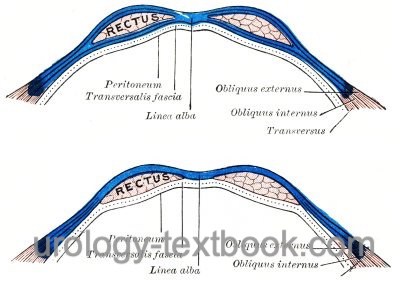 RECTUS
Peritoneum
Transversalis fascia
Linea alba
Obliquus externus
Obliquus internus
Transversus
RECTUS
Peritoneum
Transversalis fascia
Linea alba
Obliquus externus
Obliquus internus
urology-textbook.com